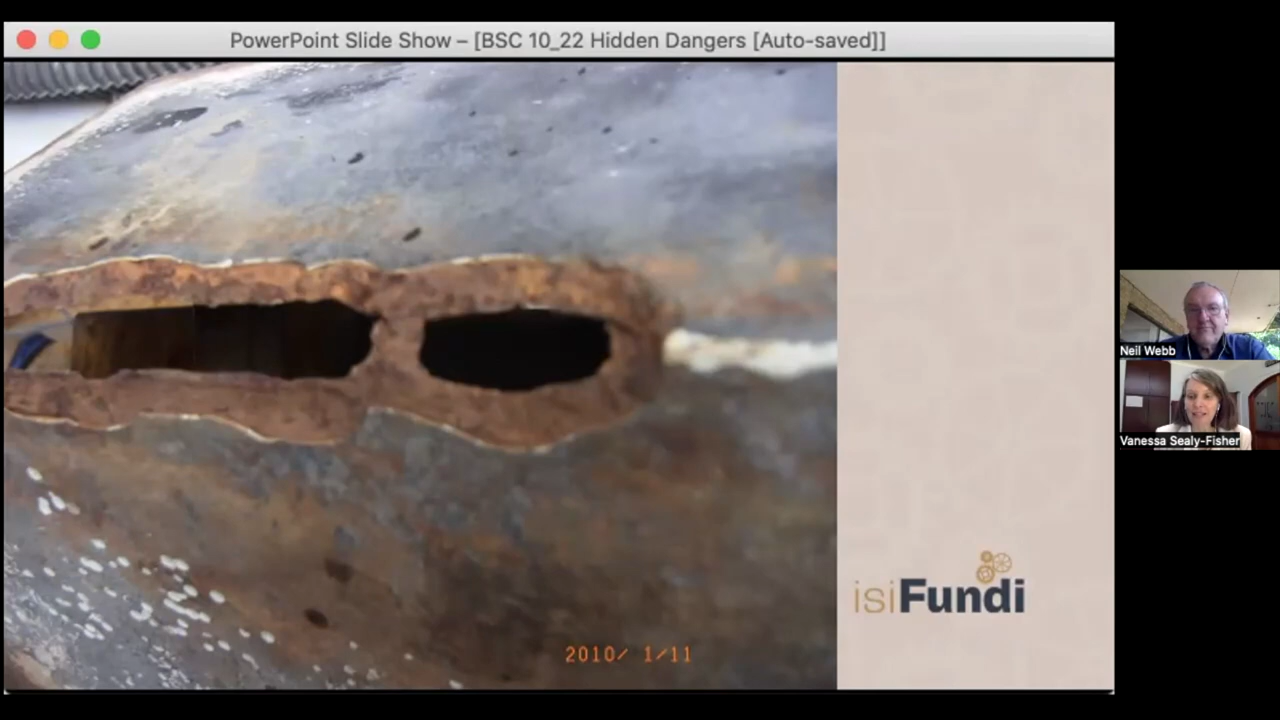 PowerPoint Slide Show – [BSC 10_22 Hidden Dangers [Auto-saved]]
Neil Webb
Vanessa Sealy-Fisher
isiFundi
2010/ 1/11